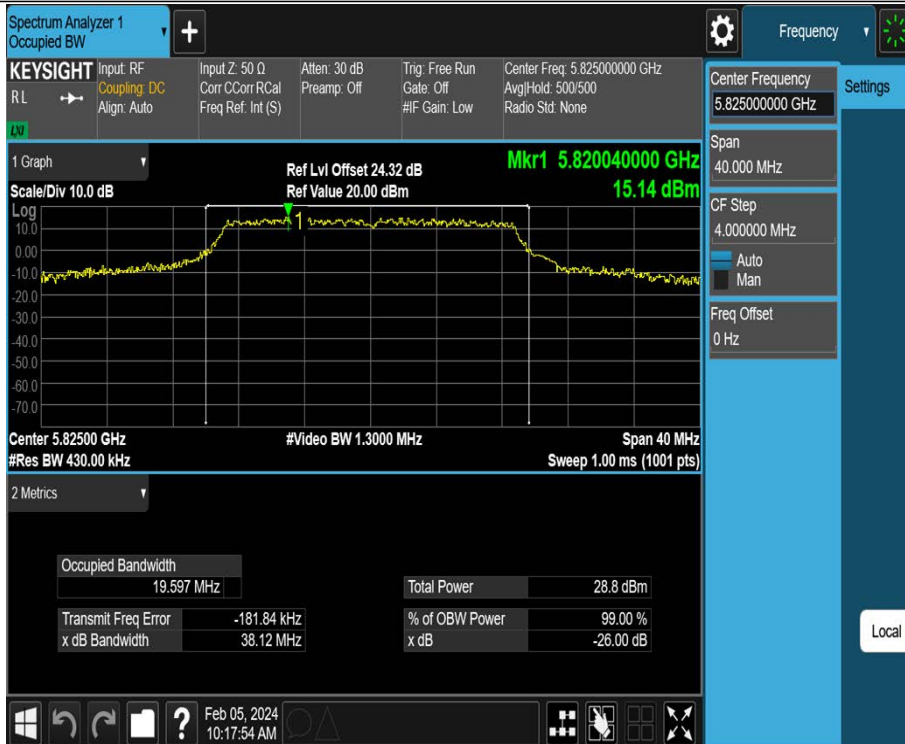 Spectrum Analyzer 1
Occupied BW
+
Frequency
KEYSIGHT
RL
LXI
Input: RF
Coupling: DC
Align: Auto
Input Z: 50 Ω
Corr CCorr RCal
Freq Ref: Int (S)
Atten: 30 dB
Preamp: Off
Trig: Free Run
Gate: Off
#IF Gain: Low
Center Freq: 5.825000000 GHz
Avg|Hold: 500/500
Radio Std: None
Center Frequency
5.825000000 GHz
Settings
Span
40.000 MHz
CF Step
4.000000 MHz
Auto
Man
Freq Offset
0 Hz
1 Graph
Scale/Div 10.0 dB
Ref Lvl Offset 24.32 dB
Ref Value 20.00 dBm
Mkr1 5.820040000 GHz
15.14 dBm
Log
10.0
0.00
-10.0
-20.0
-30.0
-40.0
-50.0
-60.0
-70.0
1
Center 5.82500 GHz
#Res BW 430.00 kHz
#Video BW 1.3000 MHz
Span 40 MHz
Sweep 1.00 ms (1001 pts)
2 Metrics
Occupied Bandwidth
19.597 MHz
Total Power 28.8 dBm
Transmit Freq Error -181.84 kHz
% of OBW Power 99.00 %
x dB Bandwidth 38.12 MHz
x dB -26.00 dB
Local
?
Feb 05, 2024
10:17:54 AM